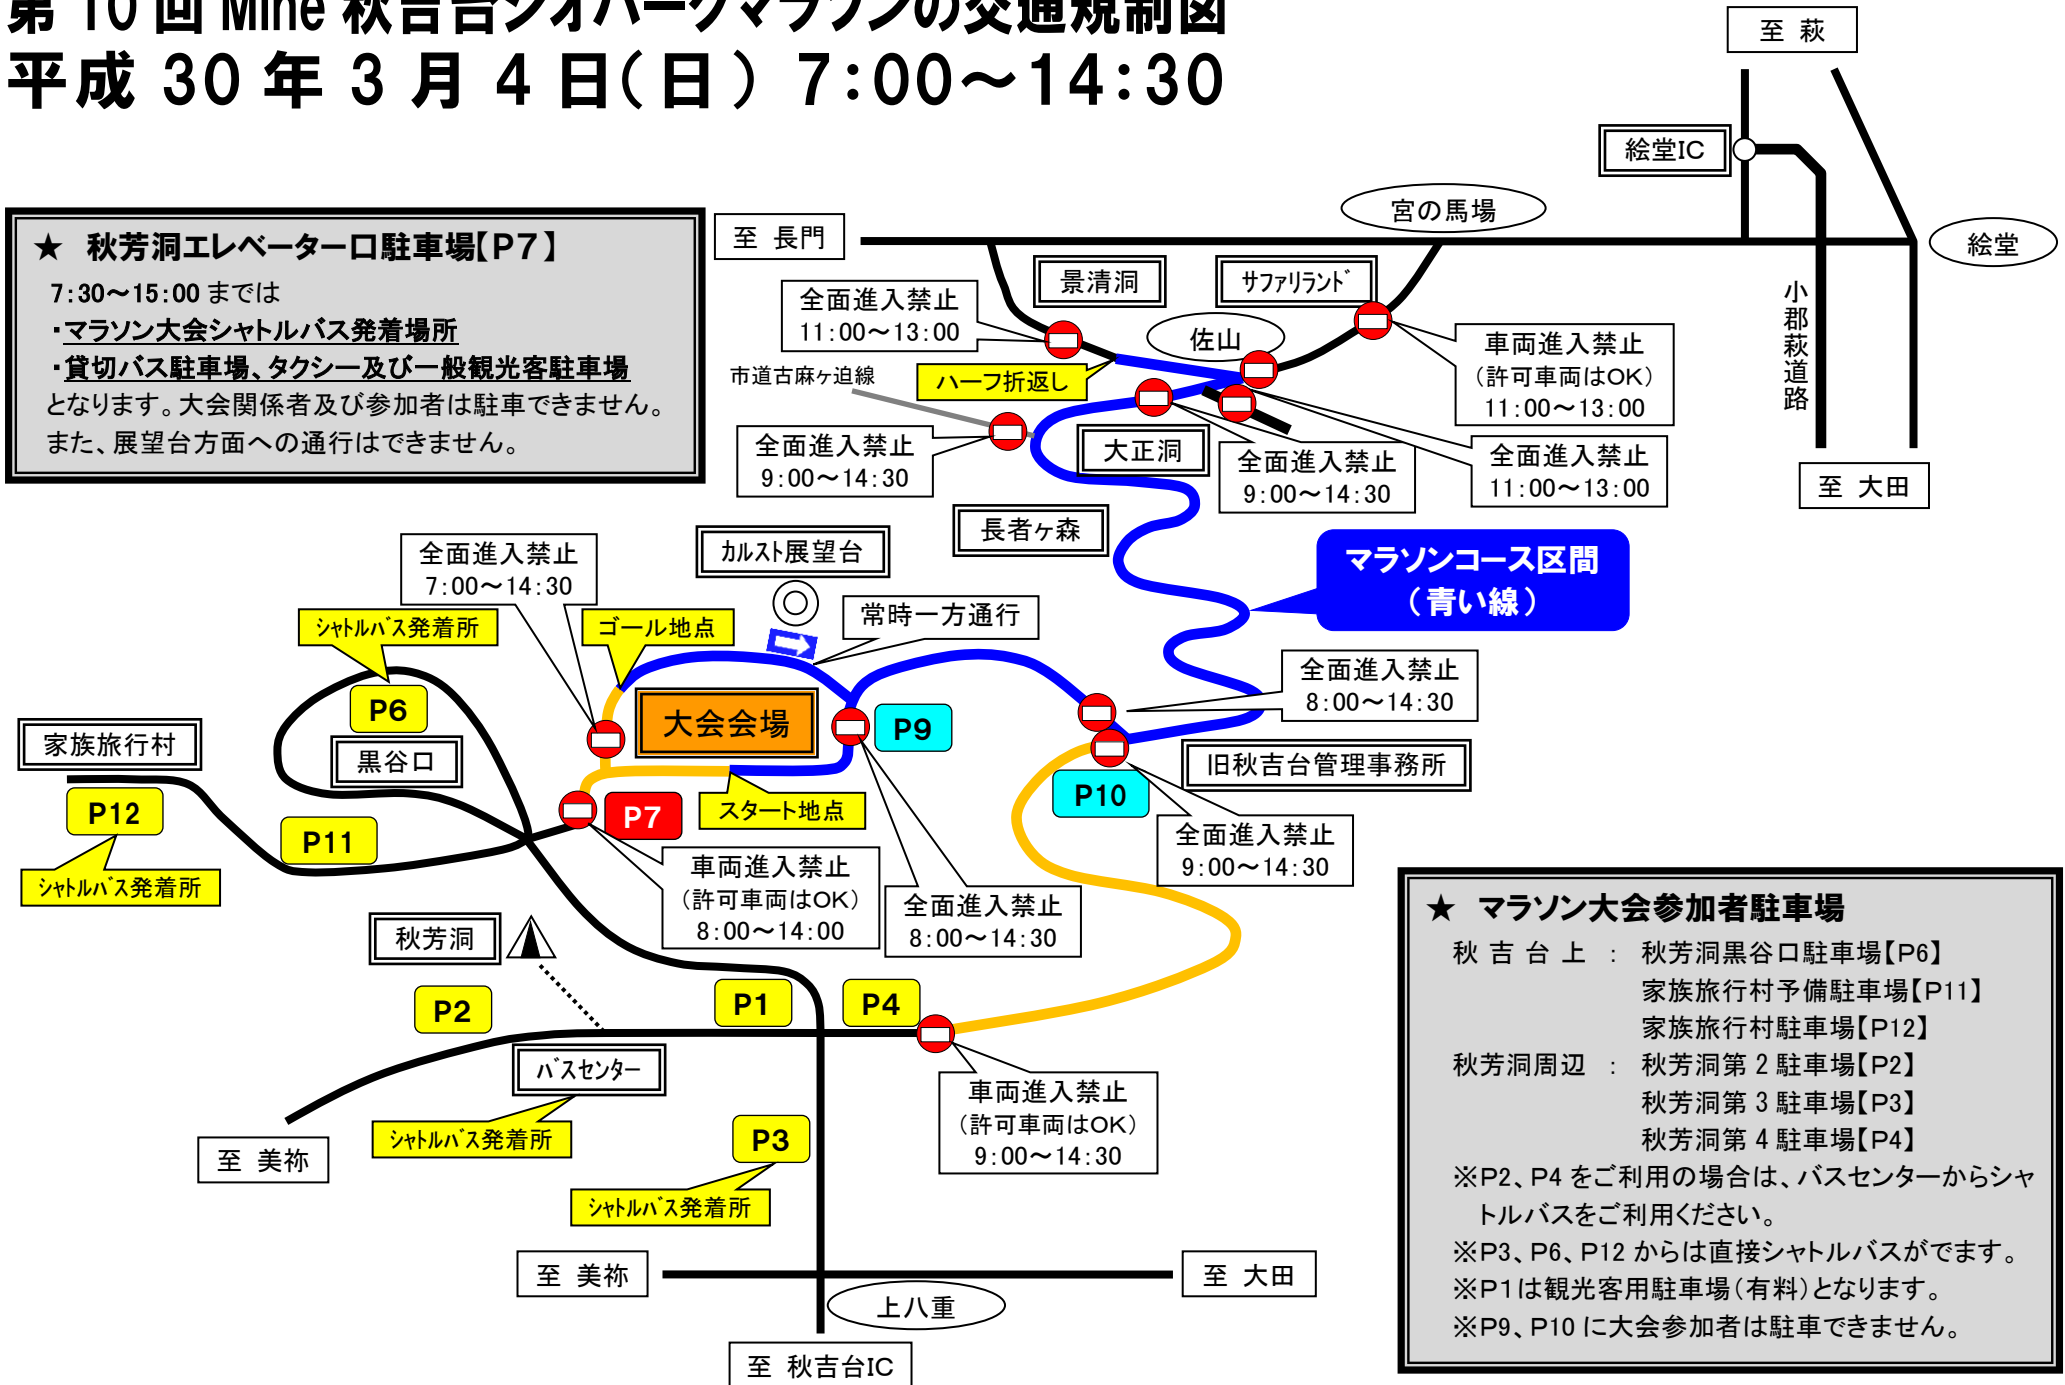 第 10 回 Mine 秋吉台ジオパークマラソンの交通規制図
平成 30 年 3 月 4 日(日) 7:00～14:30
至 萩
絵堂IC
宮の馬場
絵堂
至 長門
小郡萩道路
至 大田
★ 秋芳洞エレベーター口駐車場【P7】
7:30～15:00 までは
・マラソン大会シャトルバス発着場所
・貸切バス駐車場、タクシー及び一般観光客駐車場
となります。大会関係者及び参加者は駐車できません。
また、展望台方面への通行はできません。
景清洞
サファリランド
全面進入禁止
11:00～13:00
佐山
車両進入禁止
(許可車両はOK)
11:00～13:00
市道古麻ヶ迫線
ハーフ折返し
全面進入禁止
9:00～14:30
大正洞
全面進入禁止
9:00～14:30
全面進入禁止
11:00～13:00
長者ヶ森
カルスト展望台
全面進入禁止
7:00～14:30
マラソンコース区間
(青い線)
シャトルバス発着所
ゴール地点
常時一方通行
全面進入禁止
8:00～14:30
P6
大会会場
P9
家族旅行村
黒谷口
旧秋吉台管理事務所
P10
P12
P11
P7
スタート地点
シャトルバス発着所
車両進入禁止
(許可車両はOK)
8:00～14:00
全面進入禁止
8:00～14:30
全面進入禁止
9:00～14:30
秋芳洞
P2
P1
P4
バスセンター
シャトルバス発着所
車両進入禁止
(許可車両はOK)
9:00～14:30
至 美祢
P3
シャトルバス発着所
至 美祢
至 大田
上八重
至 秋吉台IC
★ マラソン大会参加者駐車場
秋 吉 台 上 : 秋芳洞黒谷口駐車場【P6】
家族旅行村予備駐車場【P11】
家族旅行村駐車場【P12】
秋芳洞周辺 : 秋芳洞第 2 駐車場【P2】
秋芳洞第 3 駐車場【P3】
秋芳洞第 4 駐車場【P4】
※P2、P4 をご利用の場合は、バスセンターからシャ
トルバスをご利用ください。
※P3、P6、P12 からは直接シャトルバスがでます。
※P1は観光客用駐車場(有料)となります。
※P9、P10 に大会参加者は駐車できません。